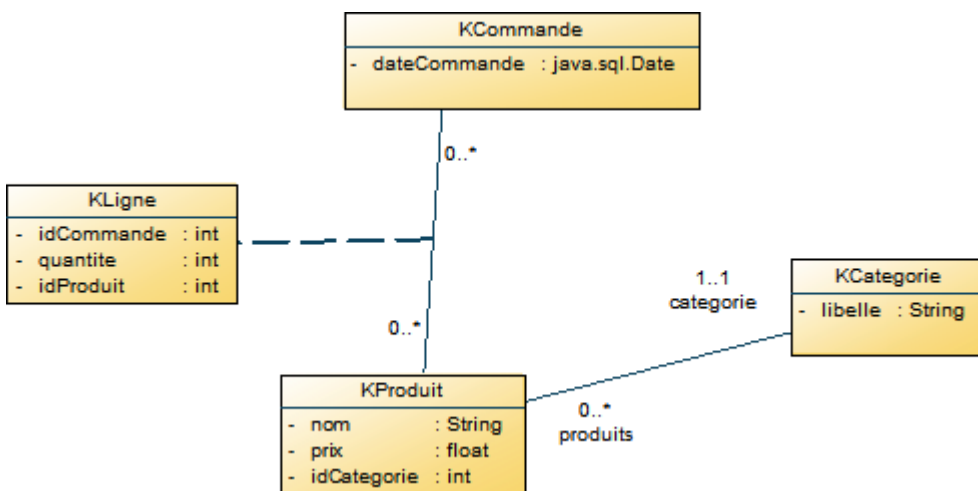 KCommande
- dateCommande : java.sql.Date
0..*
KLigne
- idCommande : int
- quantite : int
- idProduit : int
0..*
1..1
categorie
KCategorie
- libelle : String
KProduit
- nom : String
- prix : float
- idCategorie : int
0..*
produits